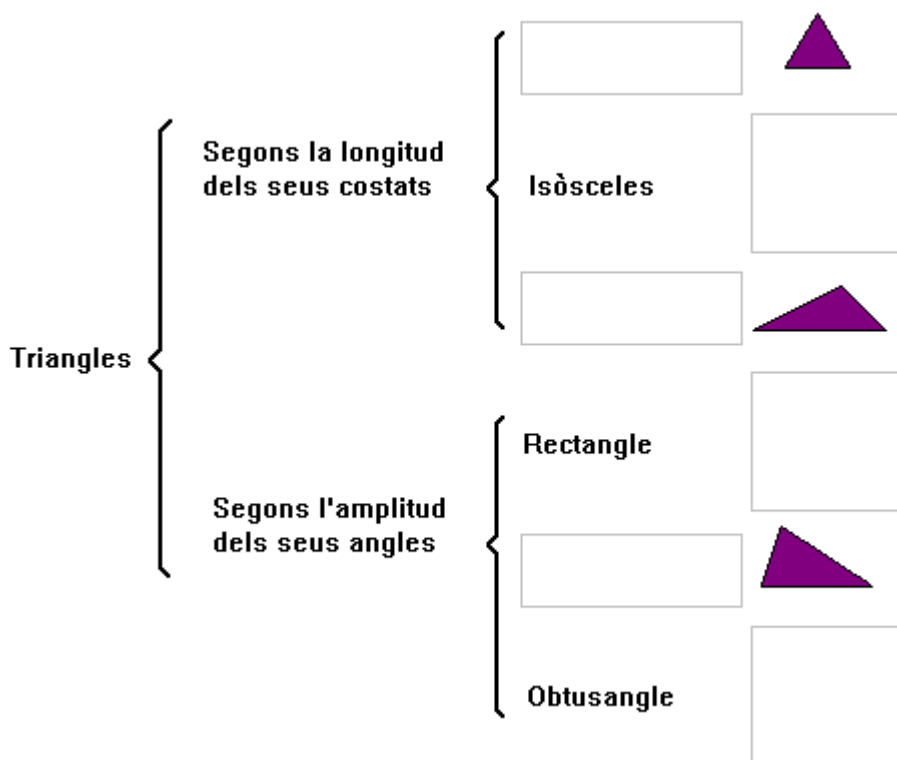 Triangles
Segons la longitud
dels seus costats
Isòsceles
Segons l'amplitud
dels seus angles
Rectangle
Obtusangle